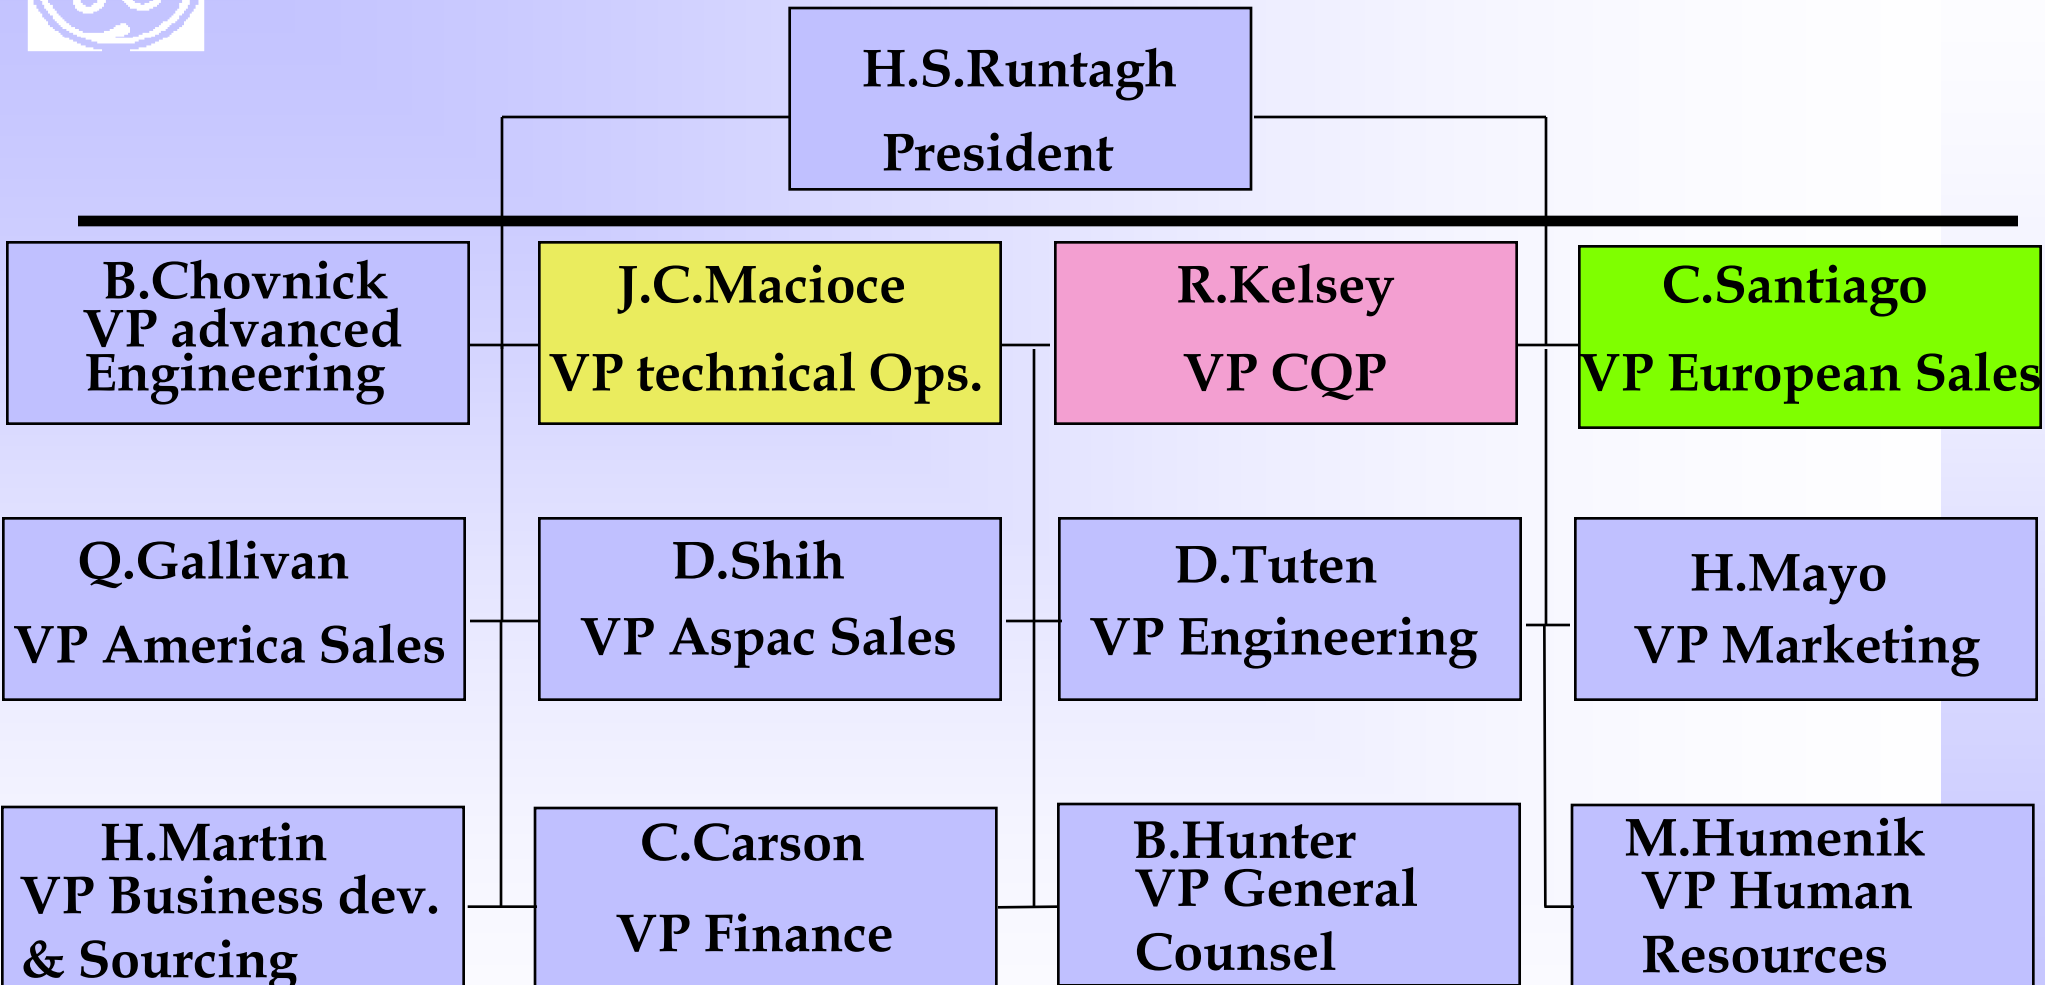 H.S.Runtagh
President
B.Chovnick
VP advanced
Engineering
J.C.Macioce
VP technical Ops.
R.Kelsey
VP CQP
C.Santiago
VP European Sales
Q.Gallivan
VP America Sales
D.Shih
VP Aspac Sales
D.Tuten
VP Engineering
H.Mayo
VP Marketing
H.Martin
VP Business dev.
& Sourcing
C.Carson
VP Finance
B.Hunter
VP General
Counsel
M.Humenik
VP Human
Resources